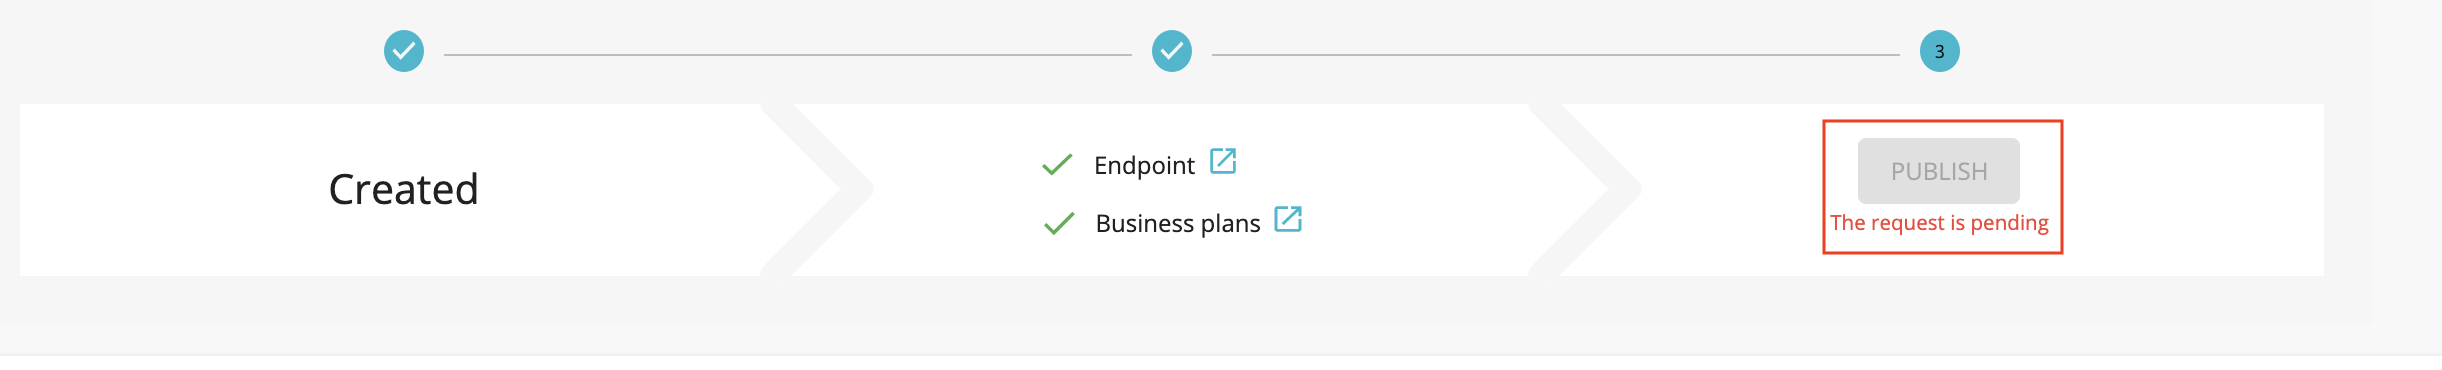 3
Created
Endpoint
Business plans
PUBLISH
The request is pending